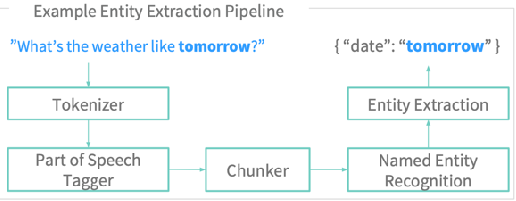 Example Entity Extraction Pipeline
”What's the weather like tomorrow?”
{ “date”: “tomorrow” }
Tokenizer
Entity Extraction
Part of Speech
Tagger
Chunker
Named Entity
Recognition